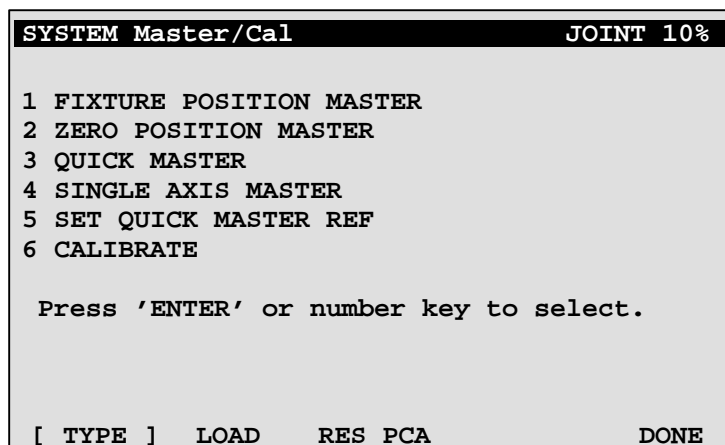 SYSTEM Master/Cal JOINT 10%
1 FIXTURE POSITION MASTER
2 ZERO POSITION MASTER
3 QUICK MASTER
4 SINGLE AXIS MASTER
5 SET QUICK MASTER REF
6 CALIBRATE
Press ’ENTER’ or number key to select.
[ TYPE ] LOAD RES PCA DONE